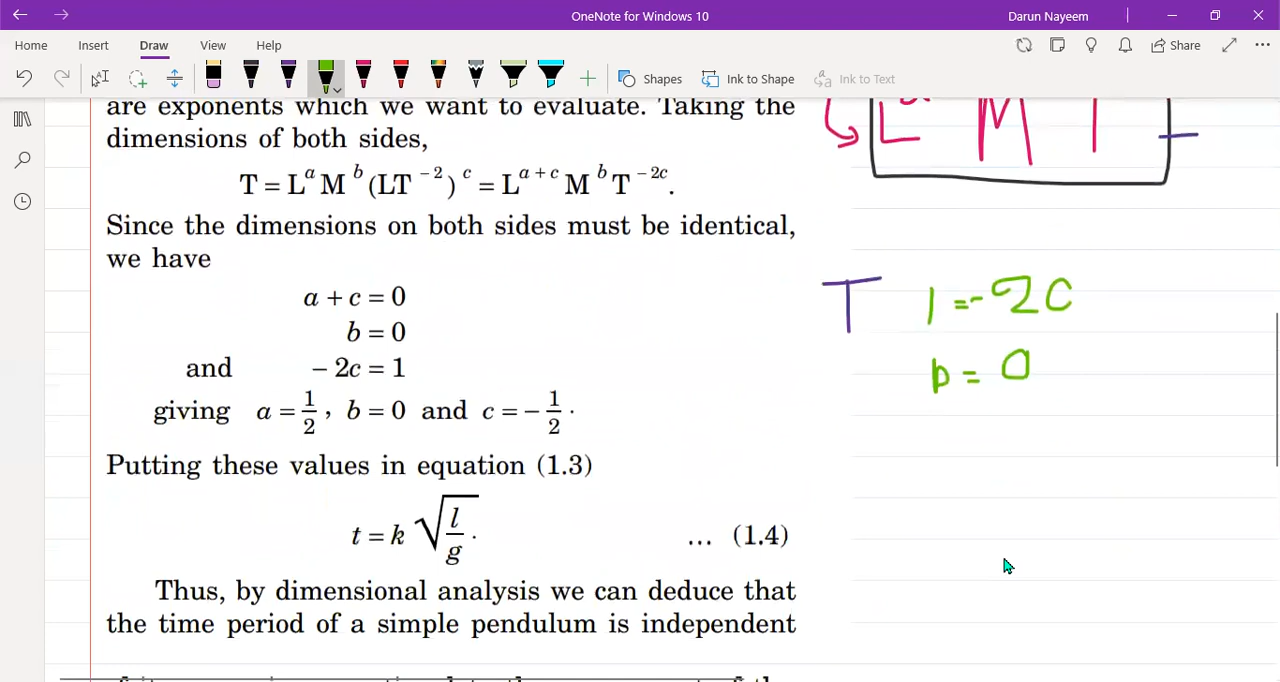 OneNote for Windows 10
Darun Nayeem
Home Insert Draw View Help
Share
Shapes Ink to Shape Ink to Text
are exponents which we want to evaluate. Taking the
dimensions of both sides,
T = L^a M^b (LT^-2)^c = L^a+c M^b T^-2c.
Since the dimensions on both sides must be identical,
we have
a + c = 0
b = 0
and − 2c = 1
giving a = 1/2, b = 0 and c = − 1/2 .
Putting these values in equation (1.3)
t = k √(l/g) . ... (1.4)
Thus, by dimensional analysis we can deduce that
the time period of a simple pendulum is independent
L^a M T
T 1 = -2c
b = 0